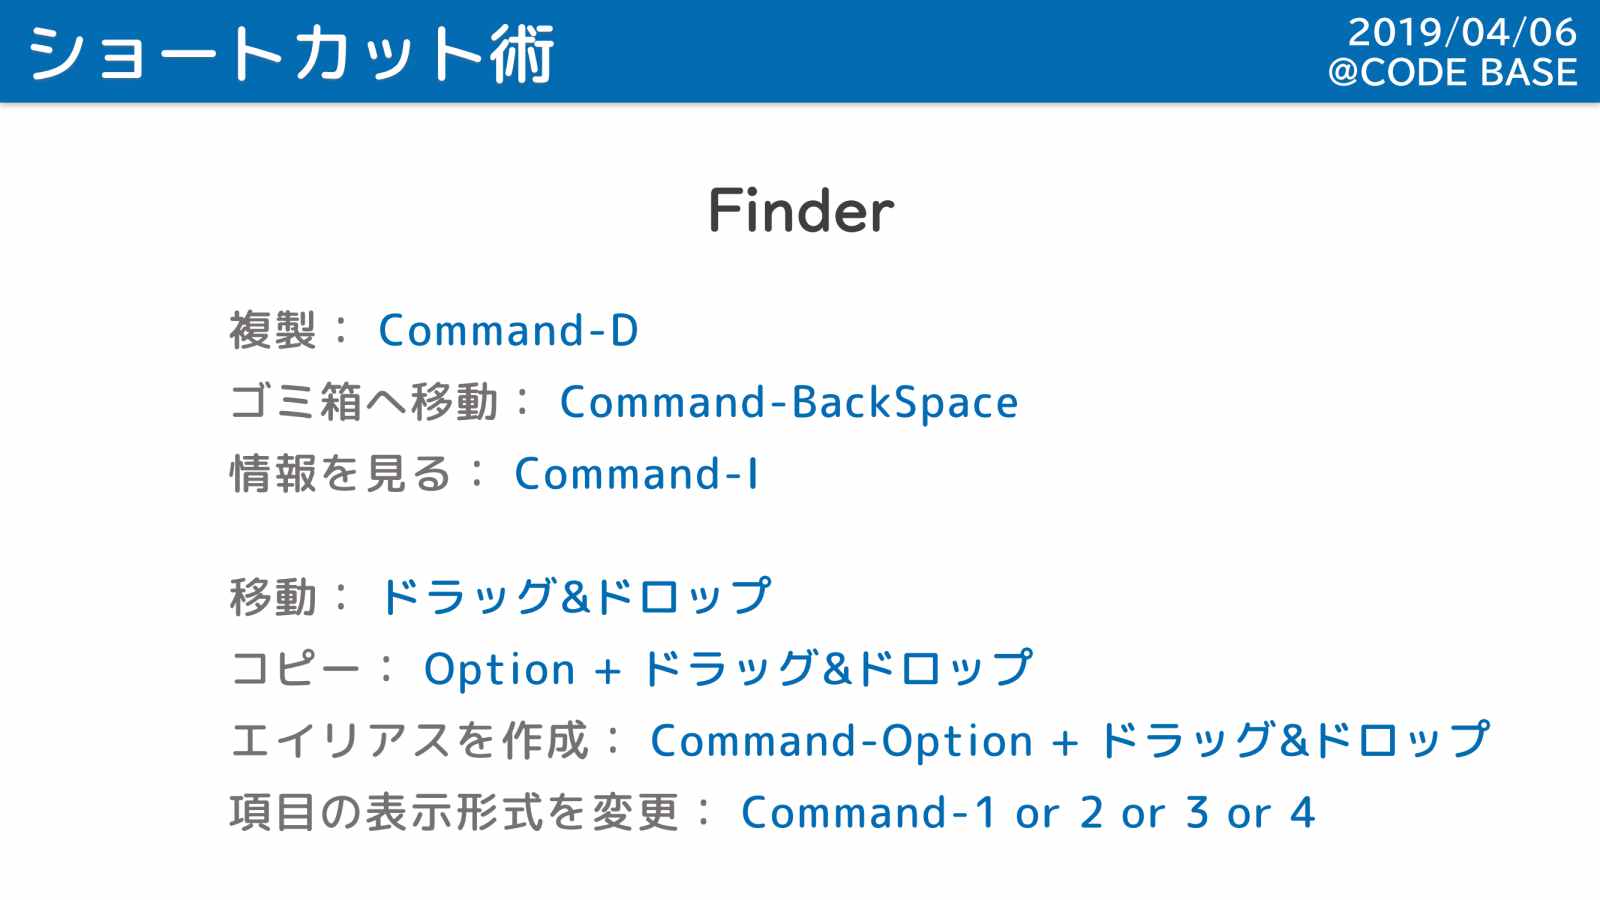 ショートカット術
2019/04/06
@CODE BASE
Finder
複製： Command-D
ゴミ箱へ移動： Command-BackSpace
情報を見る： Command-I
移動： ドラッグ&ドロップ
コピー： Option + ドラッグ&ドロップ
エイリアスを作成： Command-Option + ドラッグ&ドロップ
項目の表示形式を変更： Command-1 or 2 or 3 or 4